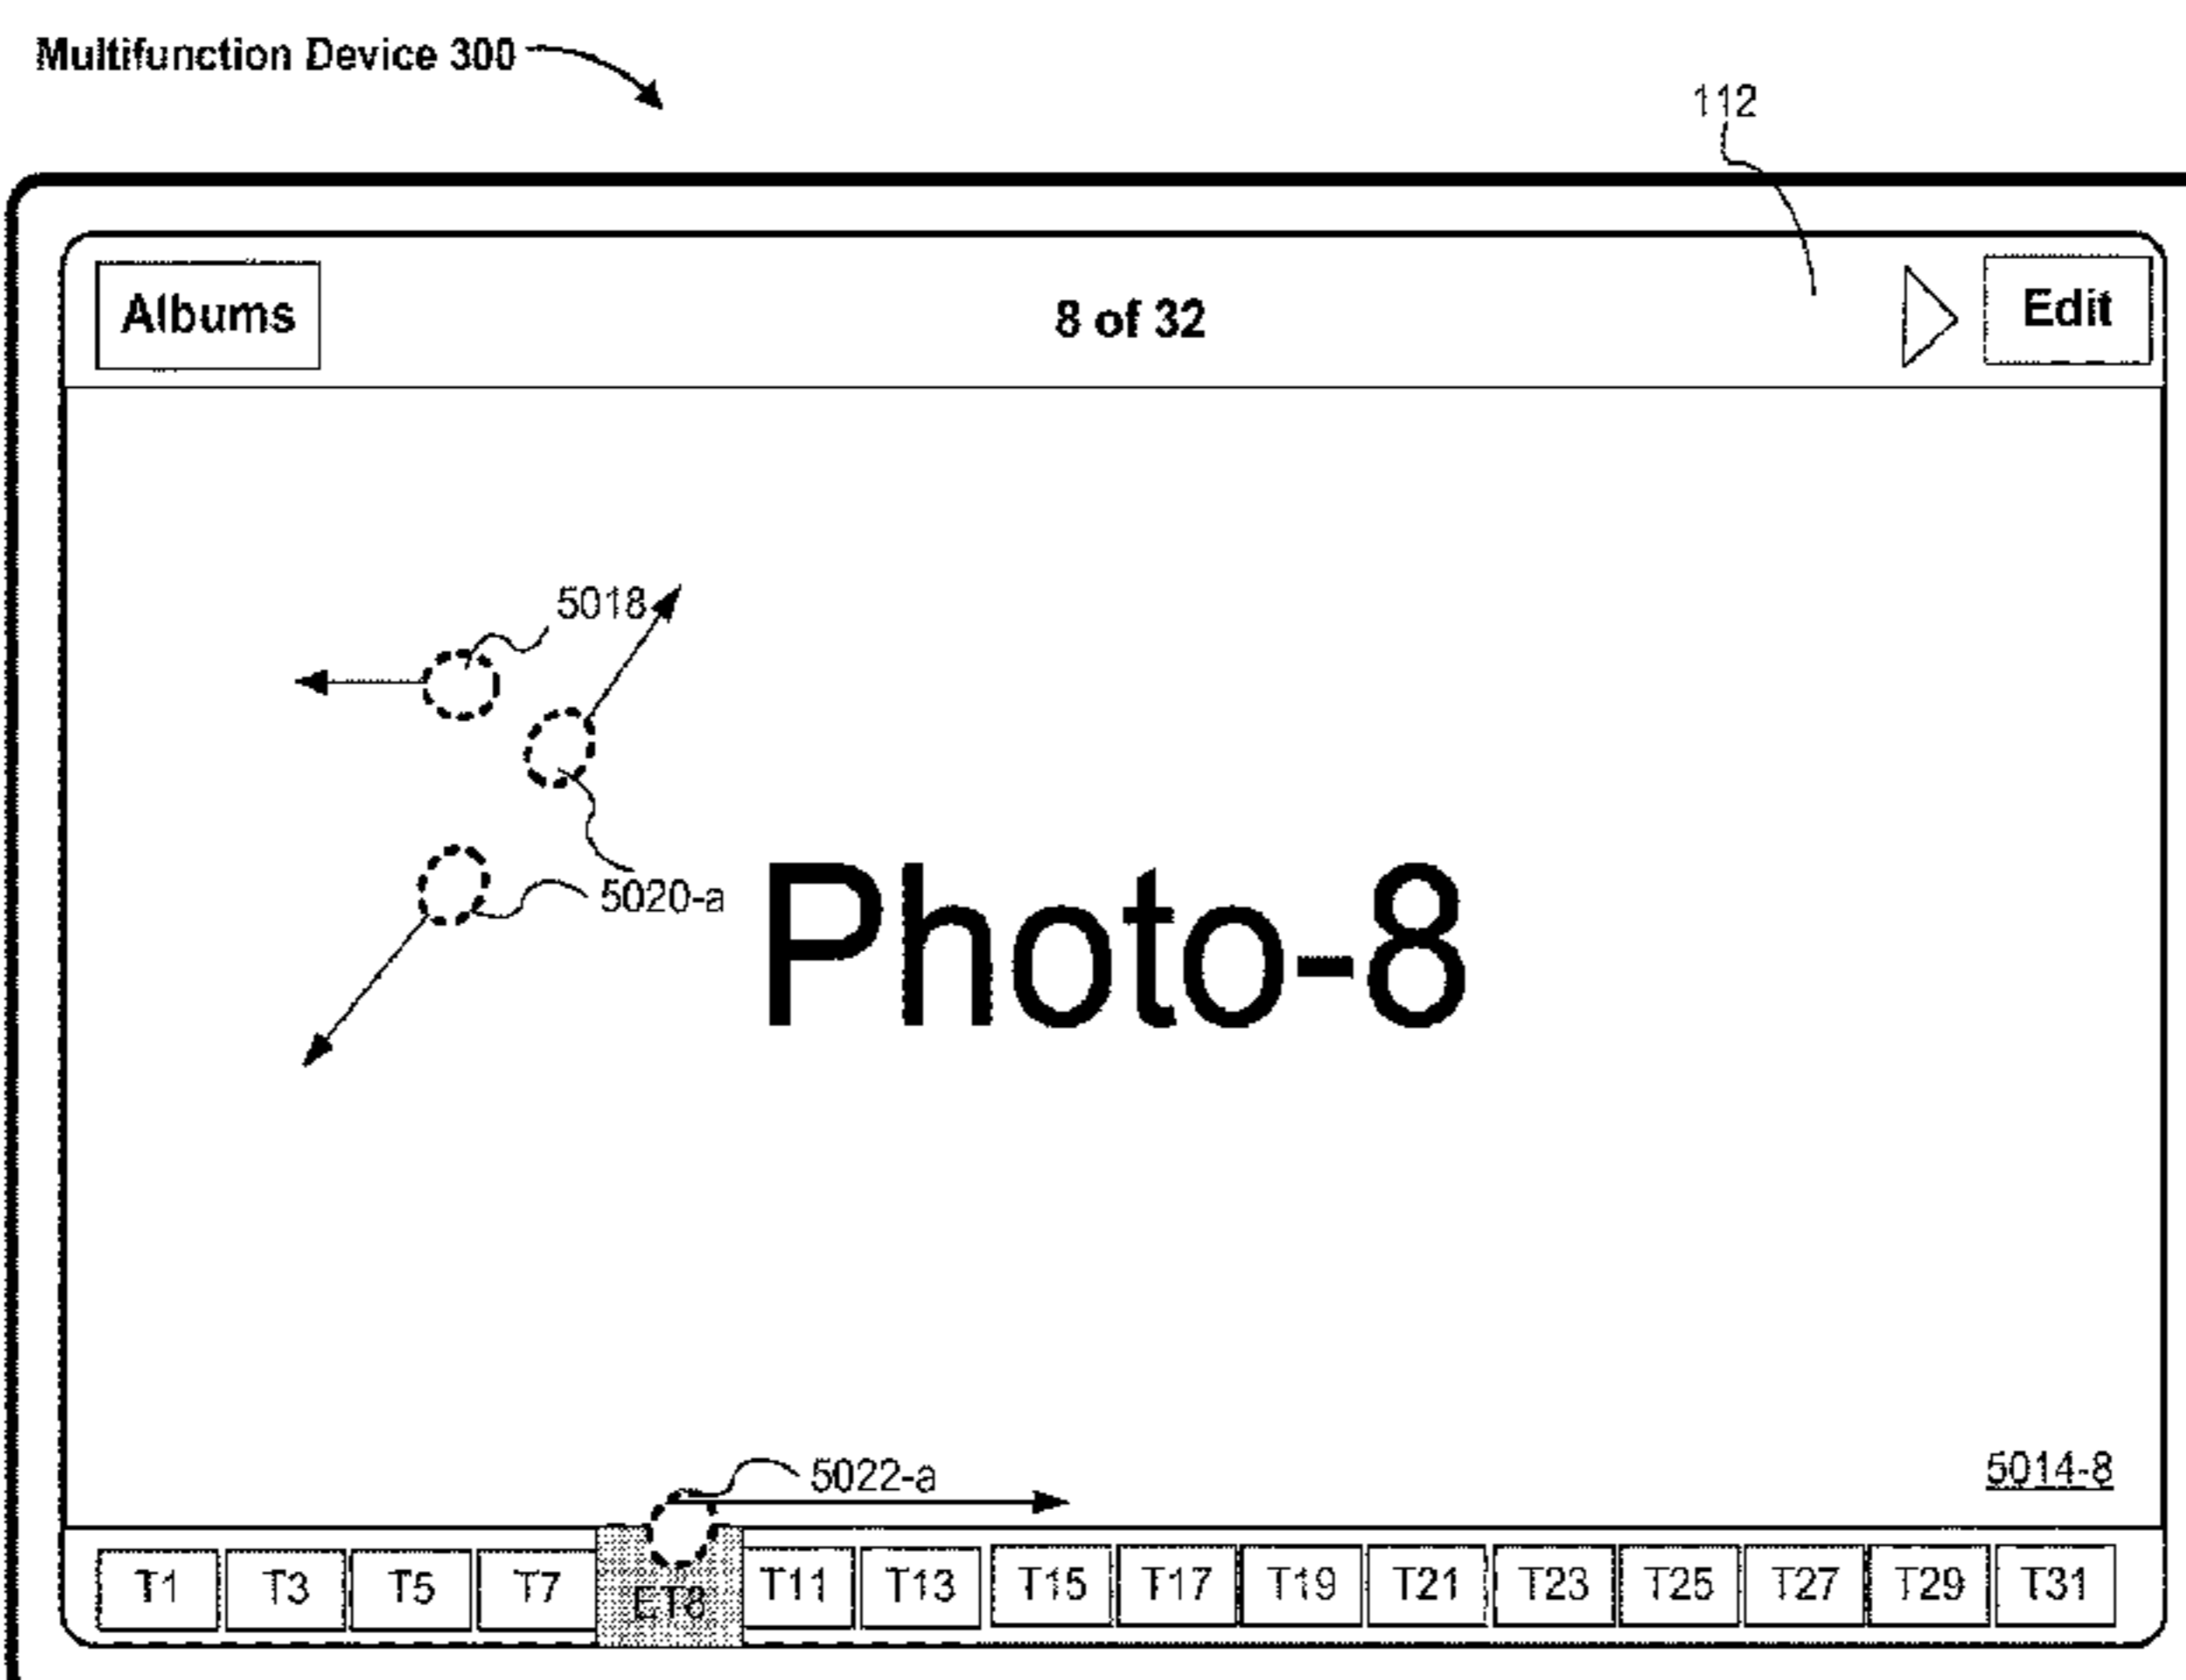 Multifunction Device 300
112
Albums
8 of 32
Edit
5018
5020-a
Photo-8
5022-a
5014-8
T1 T3 T5 T7 ET8 T11 T13 T15 T17 T19 T21 T23 T25 T27 T29 T31